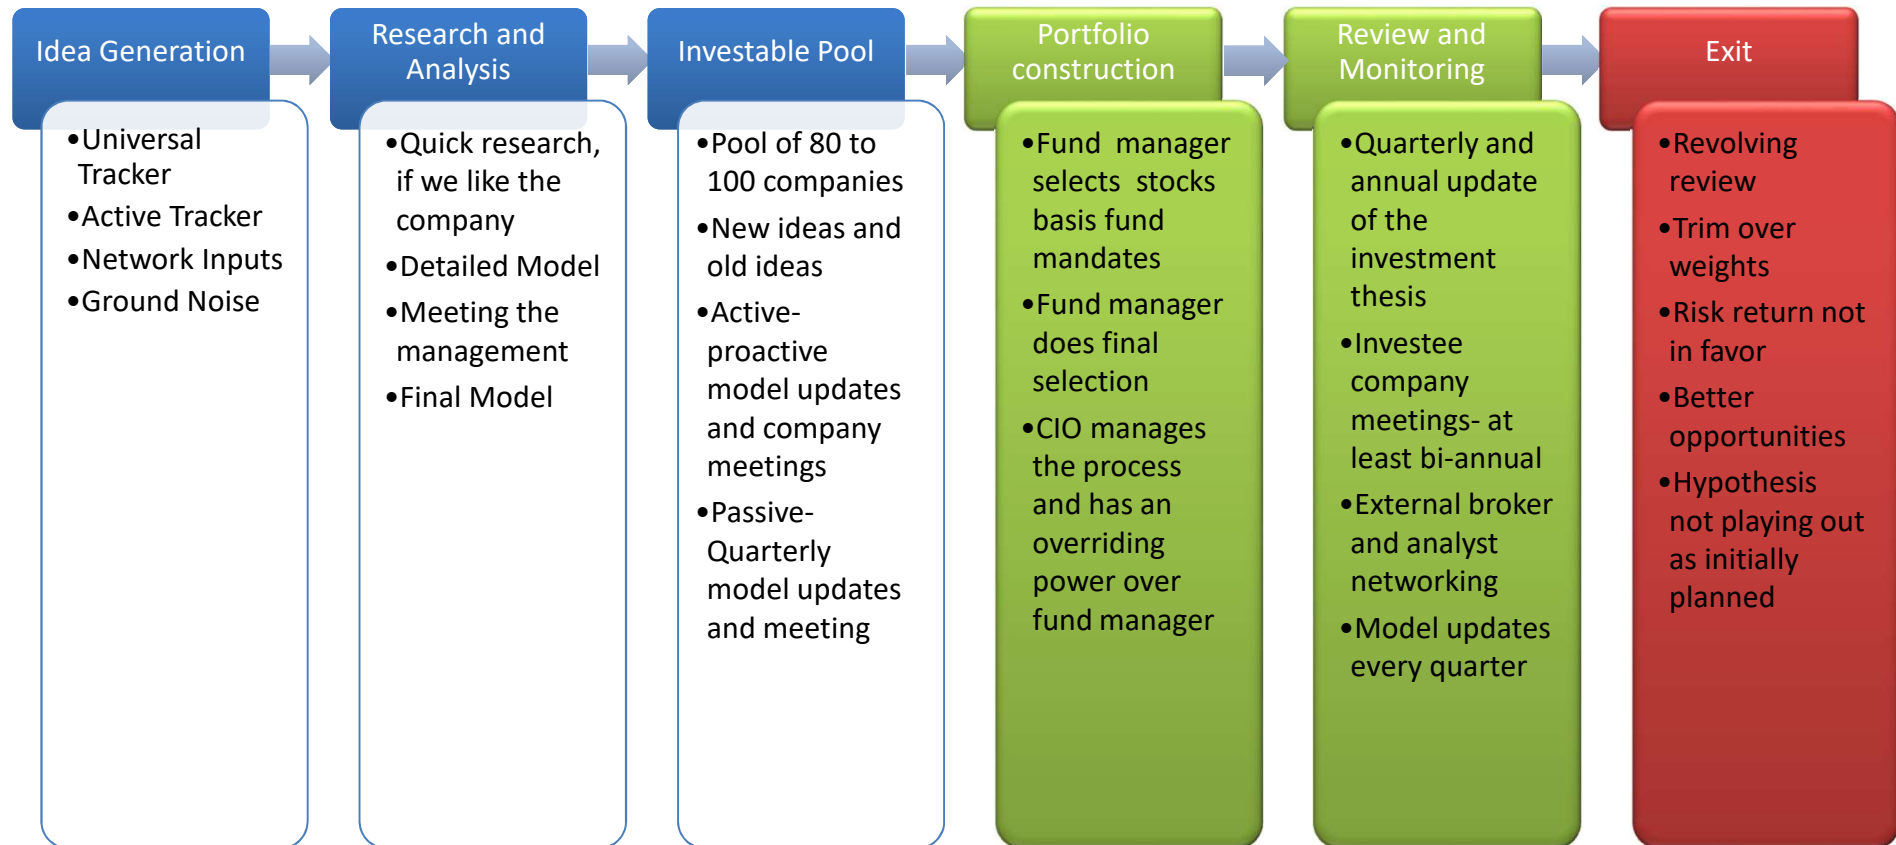 Idea Generation
•Universal
Tracker
•Active Tracker
•Network Inputs
•Ground Noise
Research and
Analysis
•Quick research,
if we like the
company
•Detailed Model
•Meeting the
management
•Final Model
Investable Pool
•Pool of 80 to
100 companies
•New ideas and
old ideas
•Active-
proactive
model updates
and company
meetings
•Passive-
Quarterly
model updates
and meeting
Portfolio
construction
•Fund manager
selects stocks
basis fund
mandates
•Fund manager
does final
selection
•CIO manages
the process
and has an
overriding
power over
fund manager
Review and
Monitoring
•Quarterly and
annual update
of the
investment
thesis
•Investee
company
meetings- at
least bi-annual
•External broker
and analyst
networking
•Model updates
every quarter
Exit
•Revolving
review
•Trim over
weights
•Risk return not
in favor
•Better
opportunities
•Hypothesis
not playing out
as initially
planned